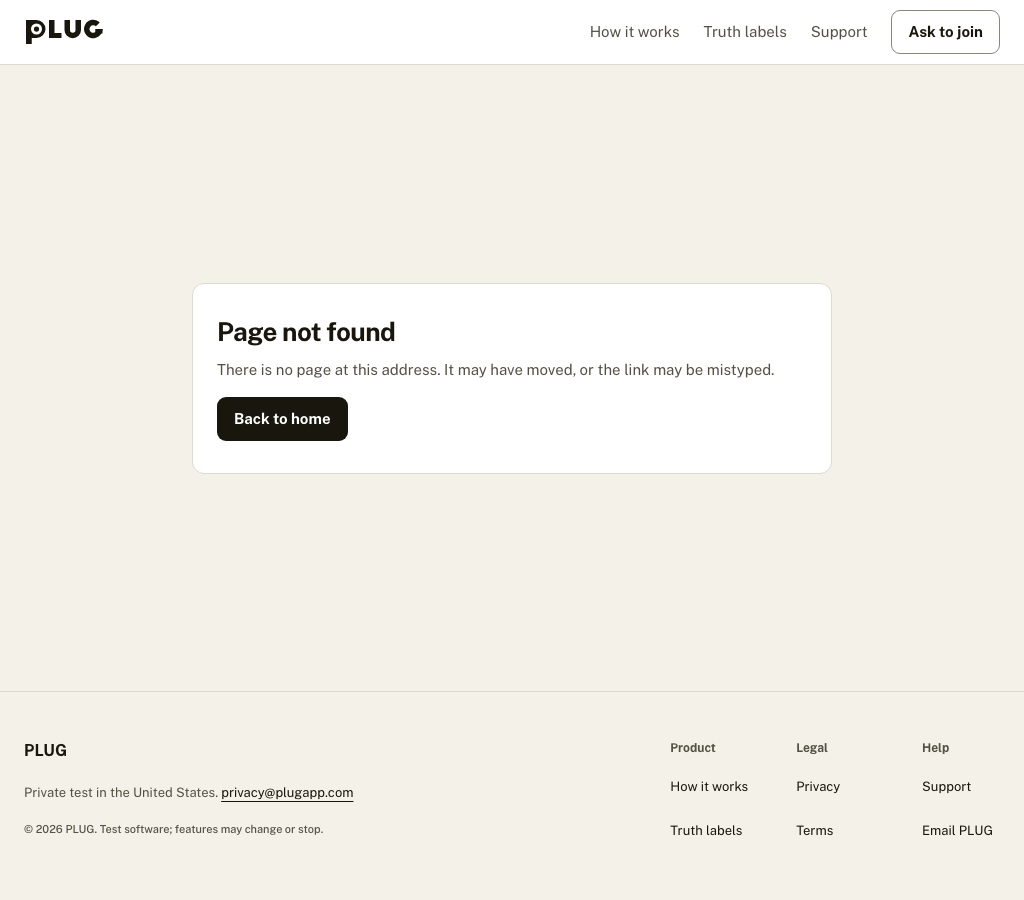 PLUG
How it works
Truth labels
Support
Ask to join
Page not found
There is no page at this address. It may have moved, or the link may be mistyped.
Back to home
PLUG
Private test in the United States. privacy@plugapp.com
© 2026 PLUG. Test software; features may change or stop.
Product
How it works
Truth labels
Legal
Privacy
Terms
Help
Support
Email PLUG